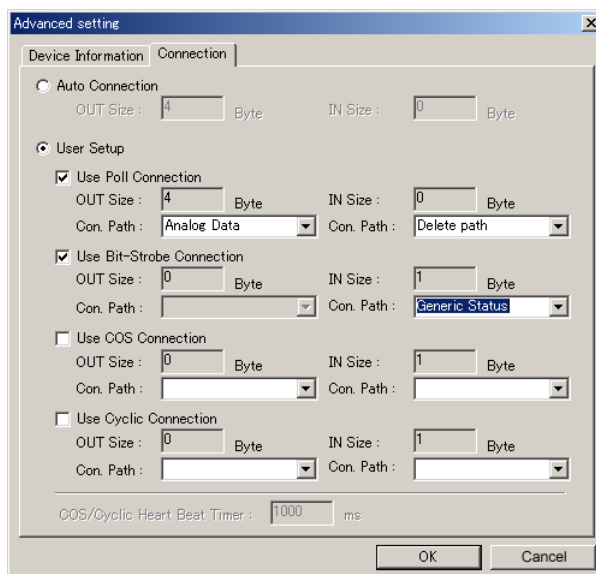 Advanced setting
Device Information Connection
Auto Connection
OUT Size : 4 Byte IN Size : 0 Byte
User Setup
Use Poll Connection
OUT Size : 4 Byte IN Size : 0 Byte
Con. Path : Analog Data Con. Path : Delete path
Use Bit-Strobe Connection
OUT Size : 0 Byte IN Size : 1 Byte
Con. Path : Con. Path : Generic Status
Use COS Connection
OUT Size : 0 Byte IN Size : 1 Byte
Con. Path : Con. Path :
Use Cyclic Connection
OUT Size : 0 Byte IN Size : 1 Byte
Con. Path : Con. Path :
COS/Cyclic Heart Beat Timer : 1000 ms
OK Cancel